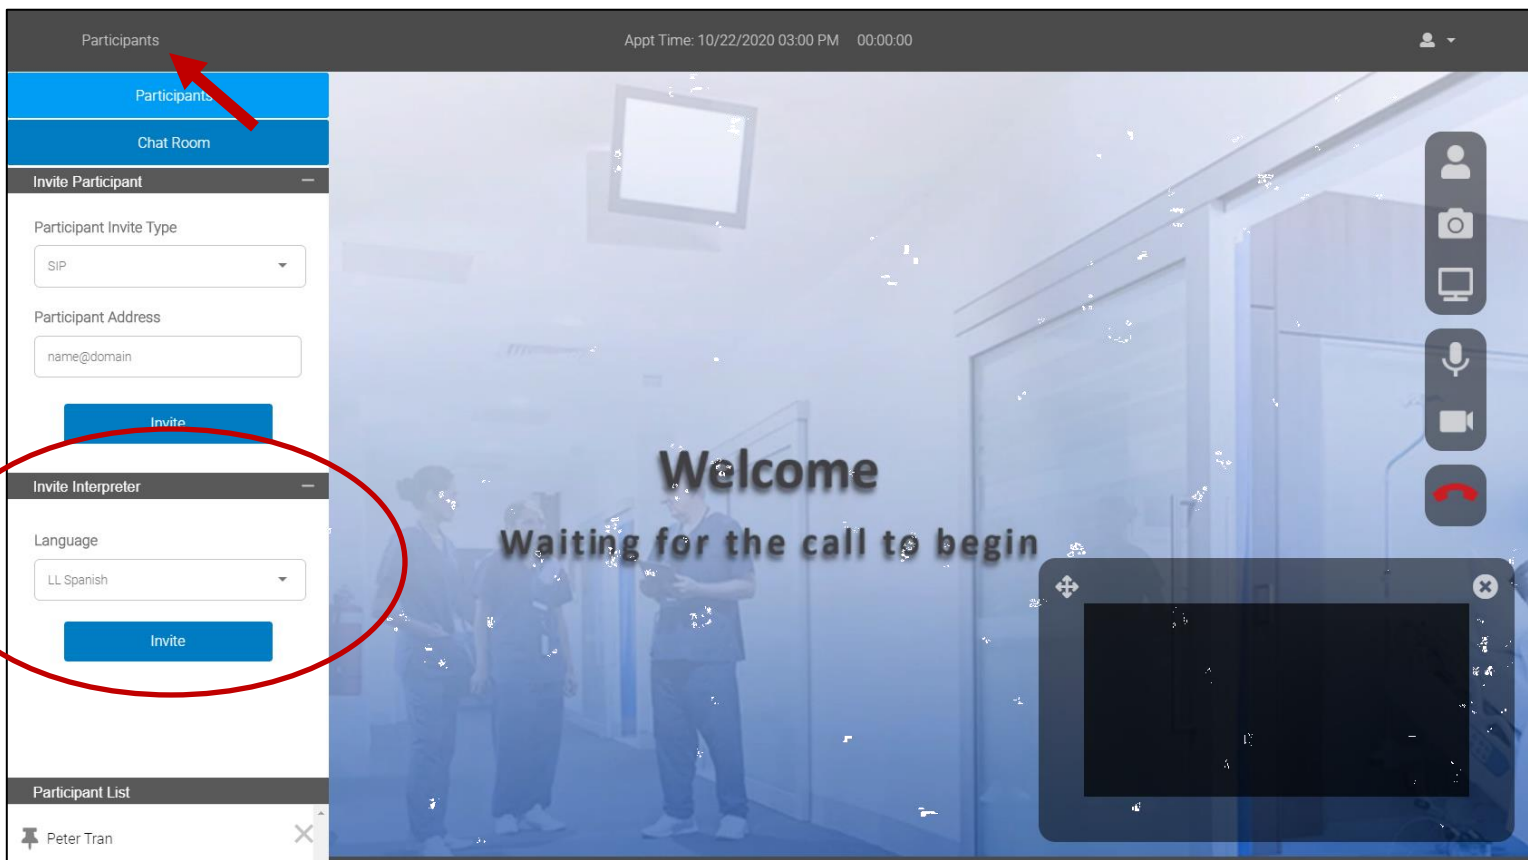 Participants
Appt Time: 10/22/2020 03:00 PM 00:00:00
Participants
Chat Room
Invite Participant
Participant Invite Type
SIP
Participant Address
name@domain
Invite
Invite Interpreter
Language
LL Spanish
Invite
Participant List
Peter Tran
Welcome
Waiting for the call to begin